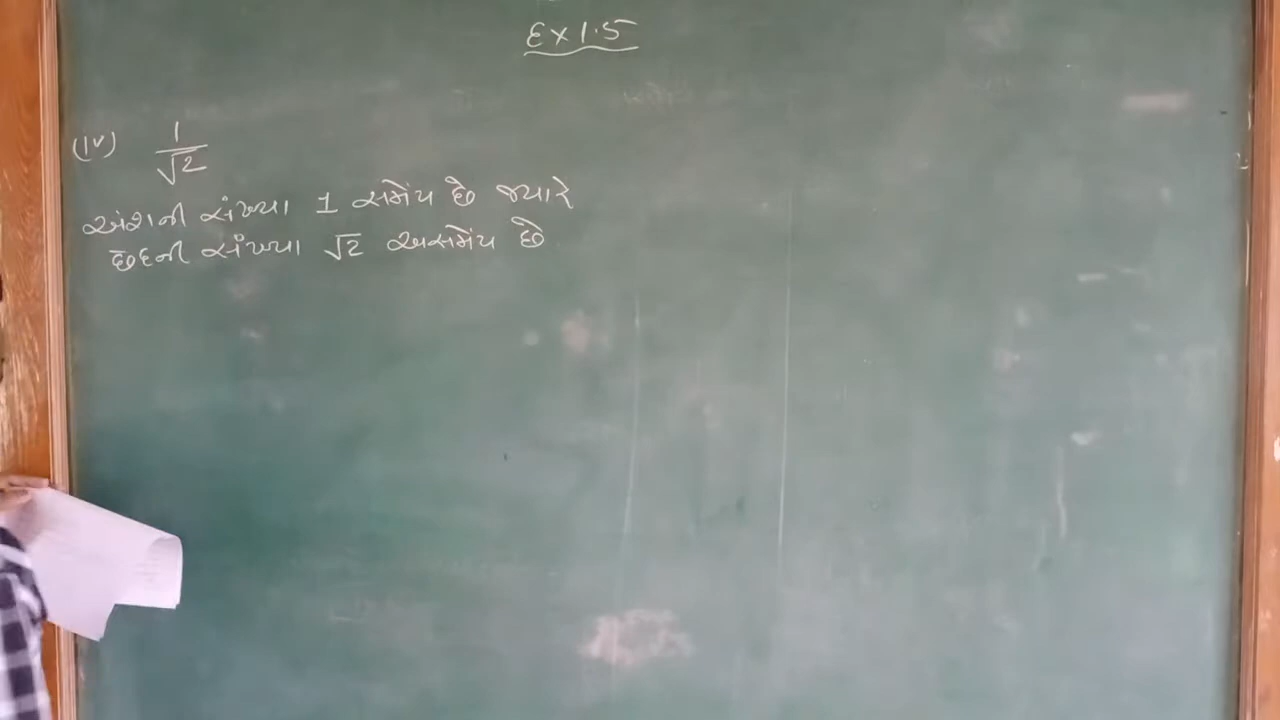 Ex 1.5
(iv) 1/√2
અંશની સંખ્યા 1 સંમેય છે જ્યારે
છેદની સંખ્યા √2 અસંમેય છે